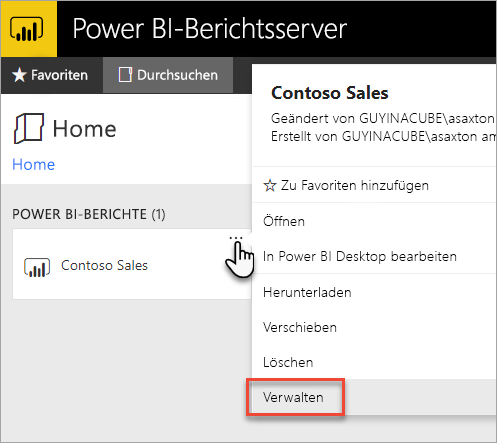 Power BI-Berichtsserver
Favoriten
Durchsuchen
Home
Home
POWER BI-BERICHTE (1)
Contoso Sales
Contoso Sales
Geändert von GUYINACUBE\asaxton
Erstellt von GUYINACUBE\asaxton am
Zu Favoriten hinzufügen
Öffnen
In Power BI Desktop bearbeiten
Herunterladen
Verschieben
Löschen
Verwalten